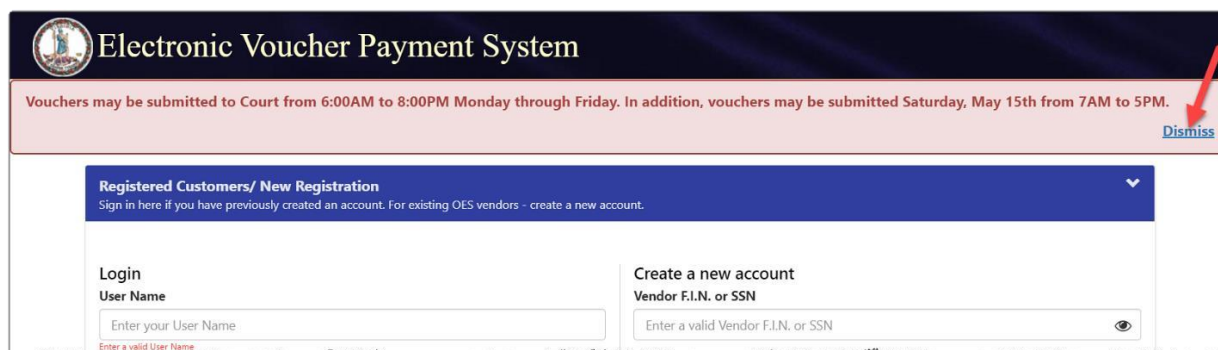 Electronic Voucher Payment System
Vouchers may be submitted to Court from 6:00AM to 8:00PM Monday through Friday. In addition, vouchers may be submitted Saturday, May 15th from 7AM to 5PM.
Dismiss
Registered Customers/ New Registration
Sign in here if you have previously created an account. For existing OES vendors - create a new account.
Login
User Name
Enter your User Name
Enter a valid User Name
Create a new account
Vendor F.I.N. or SSN
Enter a valid Vendor F.I.N. or SSN